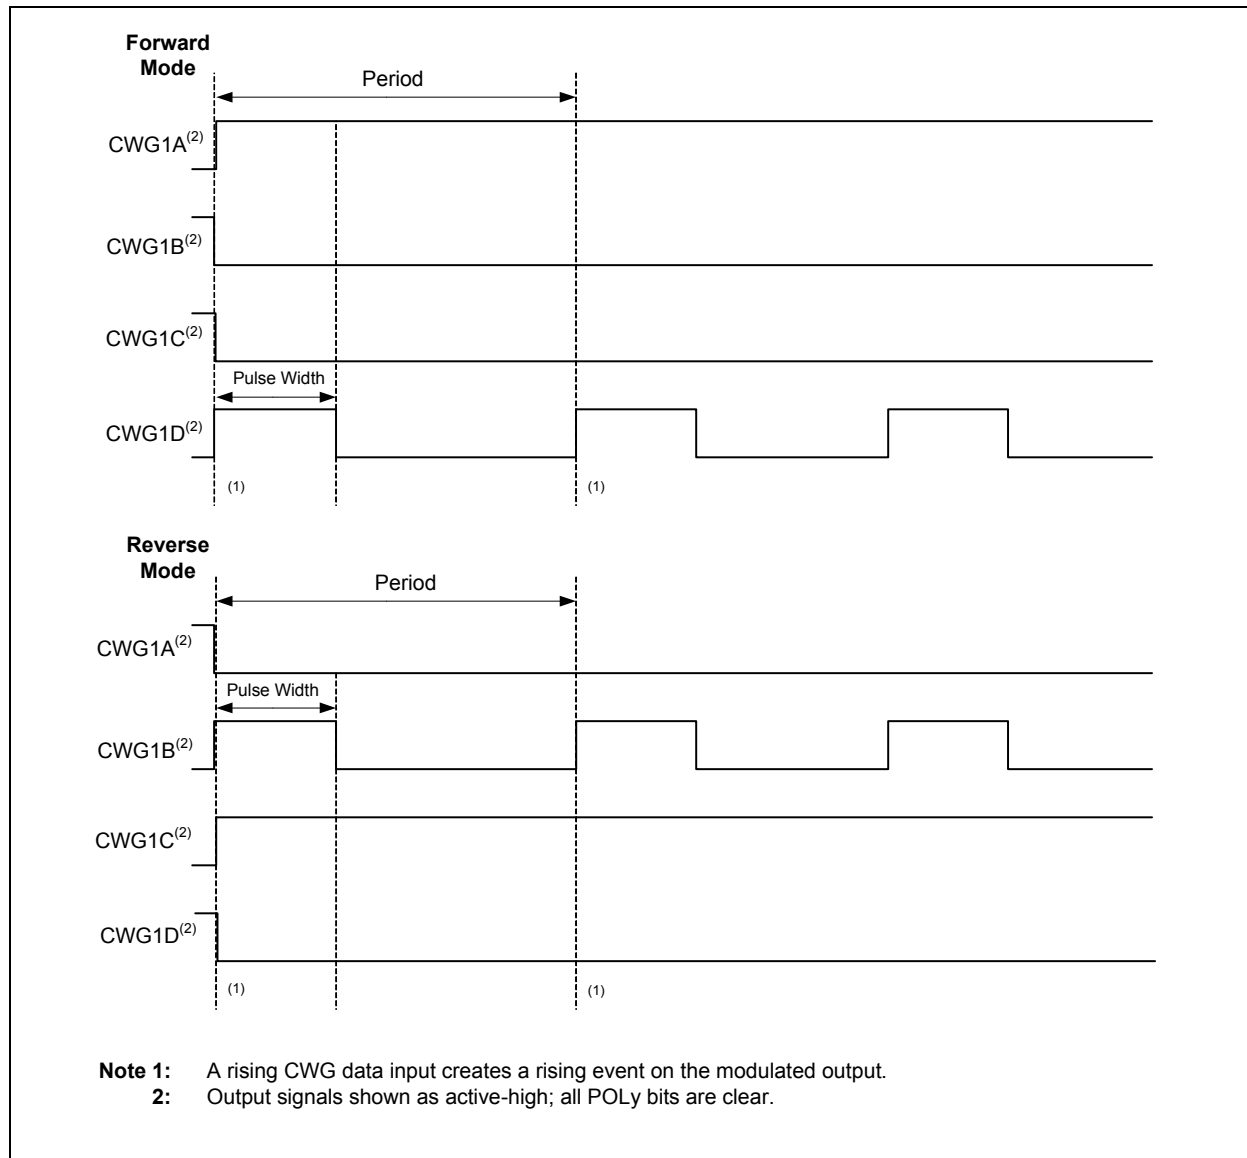 Forward
Mode
Period
CWG1A(2)
CWG1B(2)
CWG1C(2)
Pulse Width
CWG1D(2)
(1)
(1)
Reverse
Mode
Period
CWG1A(2)
Pulse Width
CWG1B(2)
CWG1C(2)
CWG1D(2)
(1)
(1)
Note 1: A rising CWG data input creates a rising event on the modulated output.
2: Output signals shown as active-high; all POLy bits are clear.